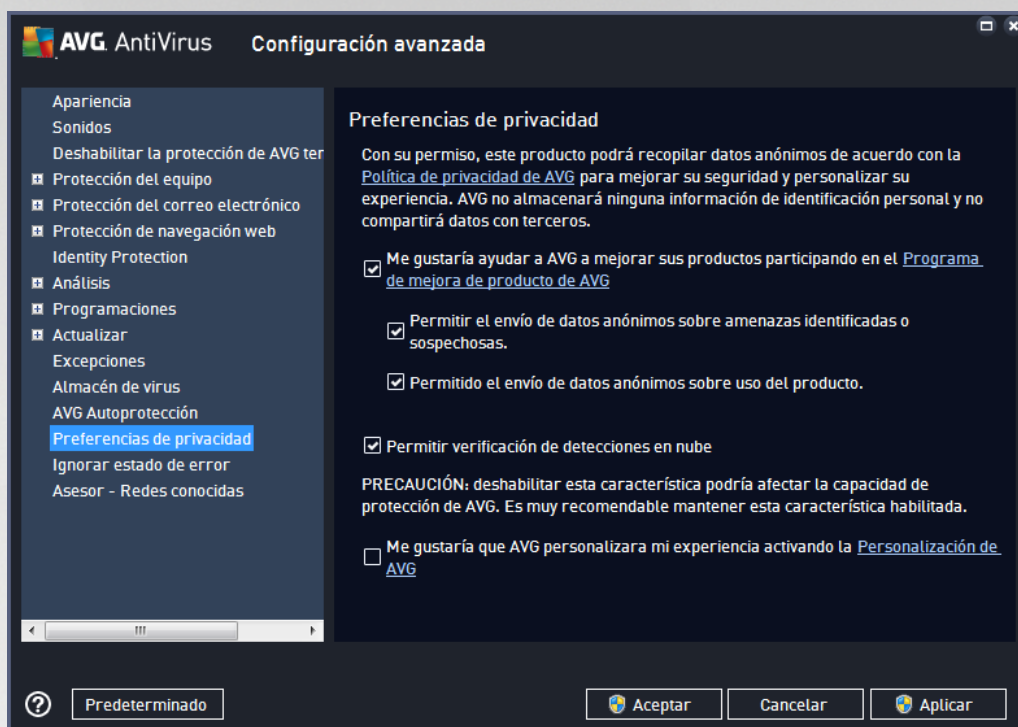 AVG AntiVirus
Configuración avanzada
Apariencia
Sonidos
Deshabilitar la protección de AVG ter
Protección del equipo
Protección del correo electrónico
Protección de navegación web
Identity Protection
Análisis
Programaciones
Actualizar
Excepciones
Almacén de virus
AVG Autoprotección
Preferencias de privacidad
Ignorar estado de error
Asesor - Redes conocidas
Preferencias de privacidad
Con su permiso, este producto podrá recopilar datos anónimos de acuerdo con la
Política de privacidad de AVG para mejorar su seguridad y personalizar su
experiencia. AVG no almacenará ninguna información de identificación personal y no
compartirá datos con terceros.
Me gustaría ayudar a AVG a mejorar sus productos participando en el Programa
de mejora de producto de AVG
Permitir el envío de datos anónimos sobre amenazas identificadas o
sospechosas.
Permitido el envío de datos anónimos sobre uso del producto.
Permitir verificación de detecciones en nube
PRECAUCIÓN: deshabilitar esta característica podría afectar la capacidad de
protección de AVG. Es muy recomendable mantener esta característica habilitada.
Me gustaría que AVG personalizara mi experiencia activando la Personalización de
AVG
Predeterminado
Aceptar
Cancelar
Aplicar